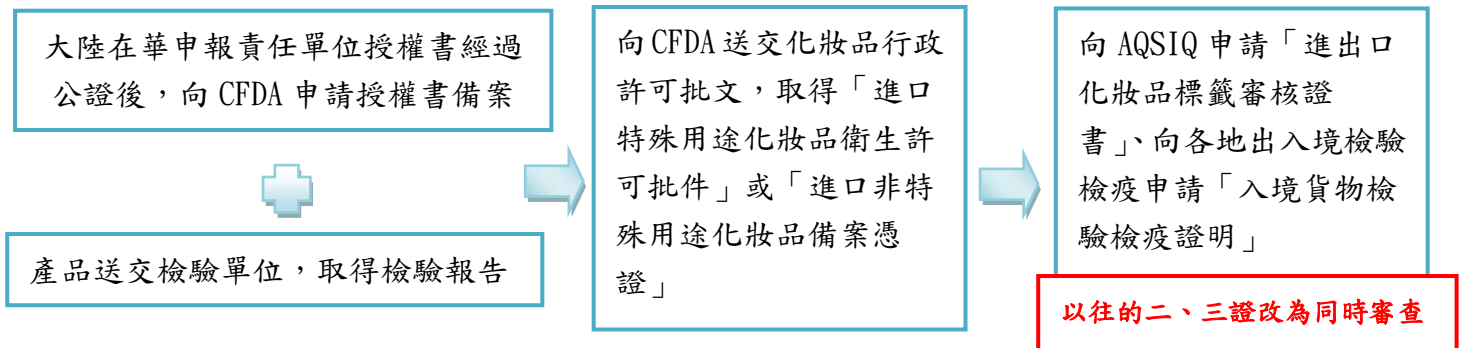 大陸在華申報責任單位授權書經過
公證後，向 CFDA 申請授權書備案
產品送交檢驗單位，取得檢驗報告
向 CFDA 送交化妝品行政
許可批文，取得「進口
特殊用途化妝品衛生許
可批件」或「進口非特
殊用途化妝品備案憑
證」
向 AQSIQ 申請「進出口
化妝品標籤審核證
書」、向各地出入境檢驗
檢疫申請「入境貨物檢
驗檢疫證明」
以往的二、三證改為同時審查